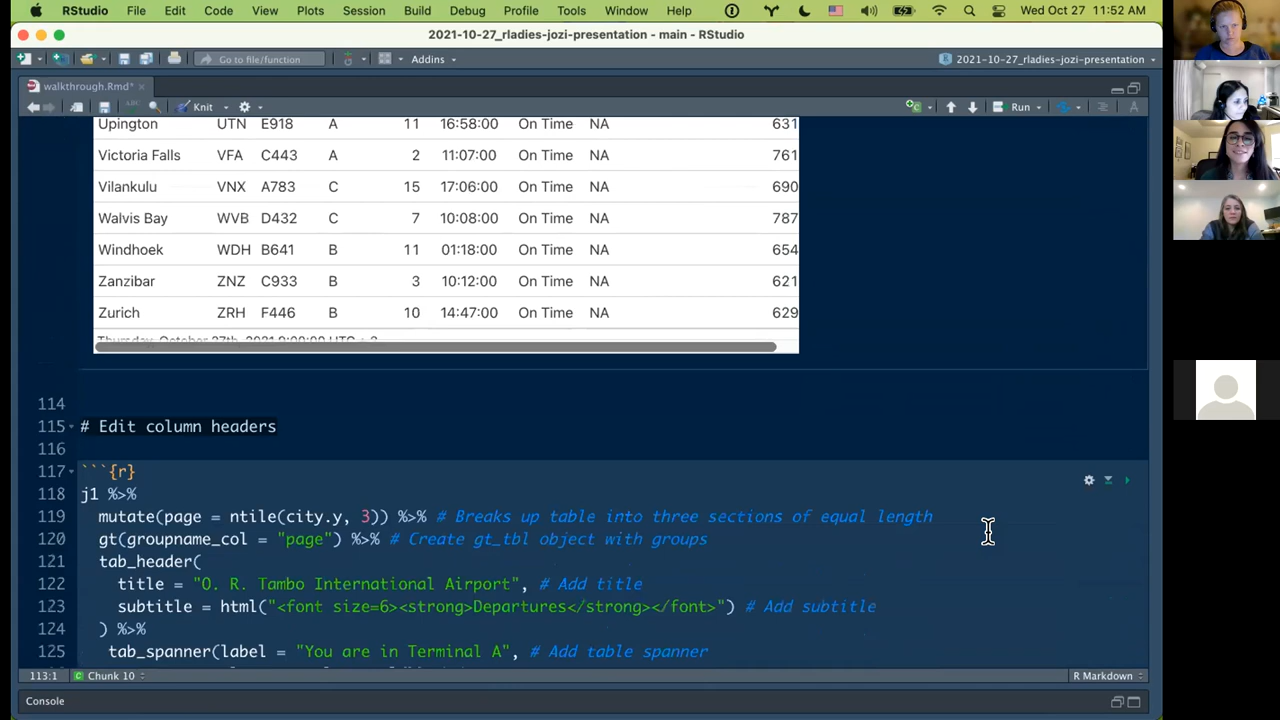 RStudio File Edit Code View Plots Session Build Debug Profile Tools Window Help Wed Oct 27 11:52 AM
2021-10-27_rladies-jozi-presentation - main - RStudio
Go to file/function Addins 2021-10-27_rladies-jozi-presentation
walkthrough.Rmd*
ABC Knit Run
Upington UTN E918 A 11 16:58:00 On Time NA 631
Victoria Falls VFA C443 A 2 11:07:00 On Time NA 761
Vilankulu VNX A783 C 15 17:06:00 On Time NA 690
Walvis Bay WVB D432 C 7 10:08:00 On Time NA 787
Windhoek WDH B641 B 11 01:18:00 On Time NA 654
Zanzibar ZNZ C933 B 3 10:12:00 On Time NA 621
Zurich ZRH F446 B 10 14:47:00 On Time NA 629
Thursday, October 27th, 2021 9:00:00 UTC + 2
114
115 # Edit column headers
116
117 ```{r}
118 j1 %>%
119 mutate(page = ntile(city.y, 3)) %>% # Breaks up table into three sections of equal length
120 gt(groupname_col = "page") %>% # Create gt_tbl object with groups
121 tab_header(
122 title = "O. R. Tambo International Airport", # Add title
123 subtitle = html("<font size=6><strong>Departures</strong></font>") # Add subtitle
124 ) %>%
125 tab_spanner(label = "You are in Terminal A", # Add table spanner
113:1 Chunk 10 R Markdown
Console